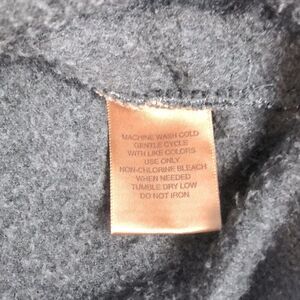 MACHINE WASH COLD
GENTLE CYCLE
WITH LIKE COLORS
USE ONLY
NON-CHLORINE BLEACH
WHEN NEEDED
TUMBLE DRY LOW
DO NOT IRON